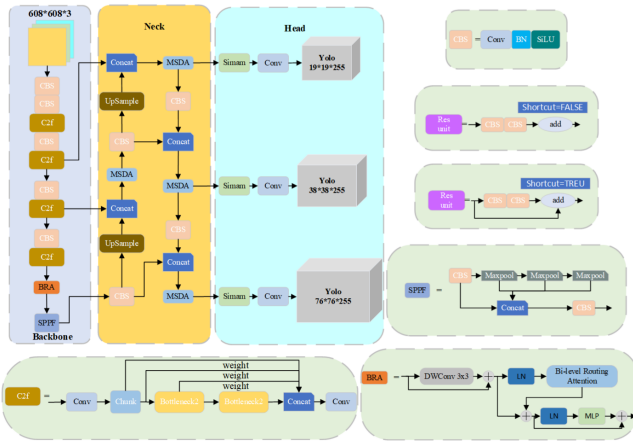 608*608*3
CBS
CBS
C2f
C2f
CBS
C2f
CBS
C2f
BRA
SPPF
Backbone
Neck
Concat
MSDA
UpSample
CBS
CBS
Concat
MSDA
MSDA
Concat
CBS
UpSample
Concat
CBS
MSDA
Head
Simam
Conv
Yolo
19*19*255
Simam
Conv
Yolo
38*38*255
Simam
Conv
Yolo
76*76*255
CBS
=
Conv
BN
SiLU
Shortcut=FALSE
Res
unit
=
CBS
CBS
add
Shortcut=TREU
Res
unit
=
CBS
CBS
add
SPPF
=
CBS
Maxpool
Maxpool
Maxpool
Concat
CBS
C2f
=
Conv
Chunk
Bottleneck2
Bottleneck2
Concat
Conv
weight
weight
weight
BRA
=
DWConv 3x3
+
LN
Bi-level Routing
Attention
+
LN
MLP
+